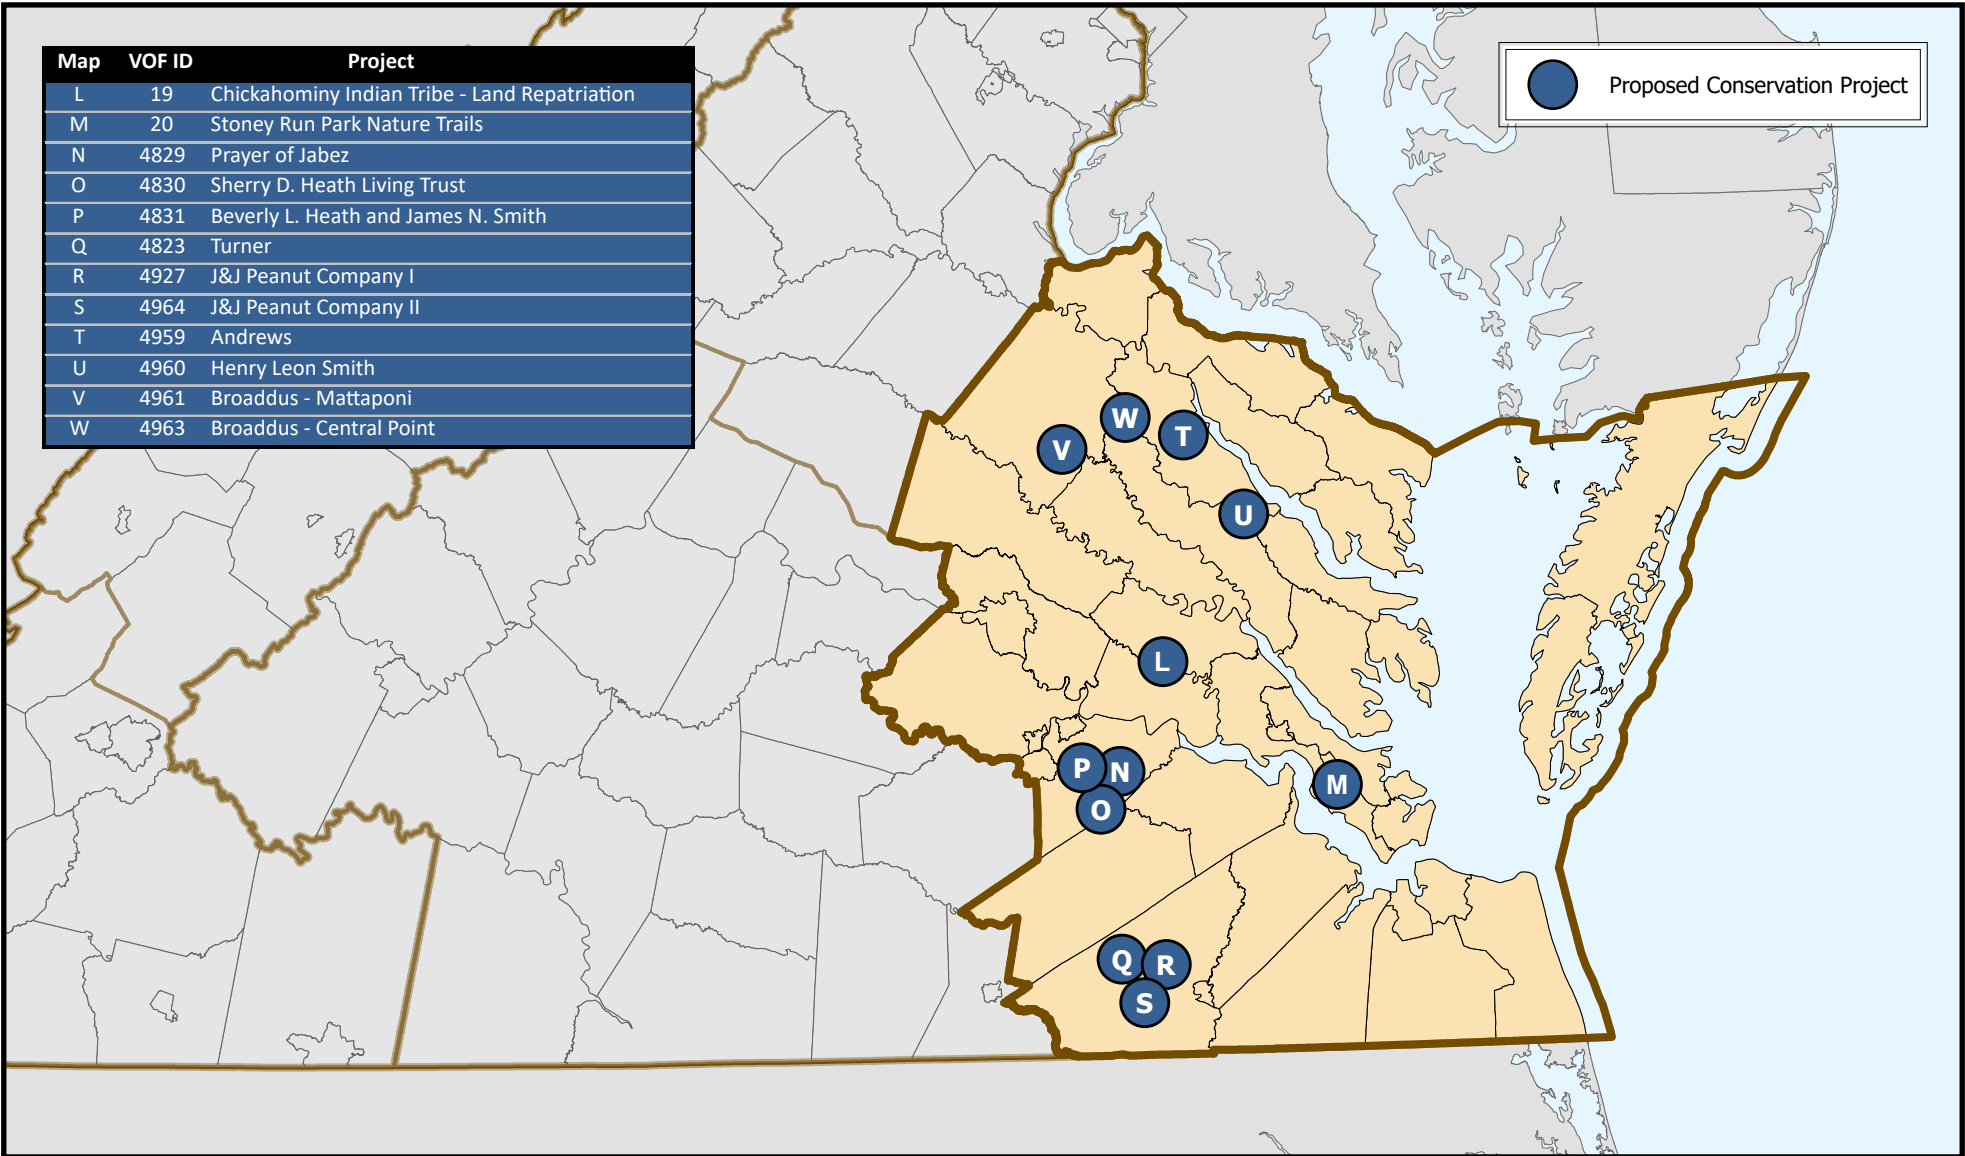 Map VOF ID Project
L 19 Chickahominy Indian Tribe - Land Repatriation
M 20 Stoney Run Park Nature Trails
N 4829 Prayer of Jabez
O 4830 Sherry D. Heath Living Trust
P 4831 Beverly L. Heath and James N. Smith
Q 4823 Turner
R 4927 J&J Peanut Company I
S 4964 J&J Peanut Company II
T 4959 Andrews
U 4960 Henry Leon Smith
V 4961 Broaddus - Mattaponi
W 4963 Broaddus - Central Point
Proposed Conservation Project
W
T
V
U
L
P
N
M
O
Q
R
S